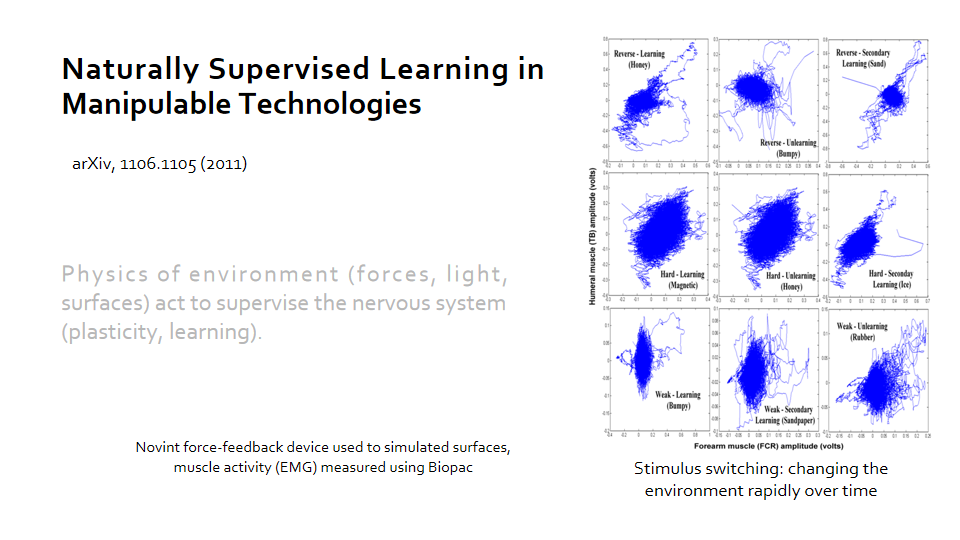 Naturally Supervised Learning in
Manipulable Technologies
arXiv, 1106.1105 (2011)
Physics of environment (forces, light,
surfaces) act to supervise the nervous system
(plasticity, learning).
Novint force-feedback device used to simulated surfaces,
muscle activity (EMG) measured using Biopac
Reverse - Learning
(Honey)
Reverse - Unlearning
(Bumpy)
Reverse - Secondary
Learning (Sand)
Hard - Learning
(Magnetic)
Hard - Unlearning
(Honey)
Hard - Seconday
Learning (Ice)
Weak - Learning
(Bumpy)
Weak - Secondary
Learning (Sandpaper)
Weak - Unlearning
(Rubber)
Humeral muscle (TB) amplitude (volts)
Forearm muscle (FCR) amplitude (volts)
Stimulus switching: changing the
environment rapidly over time